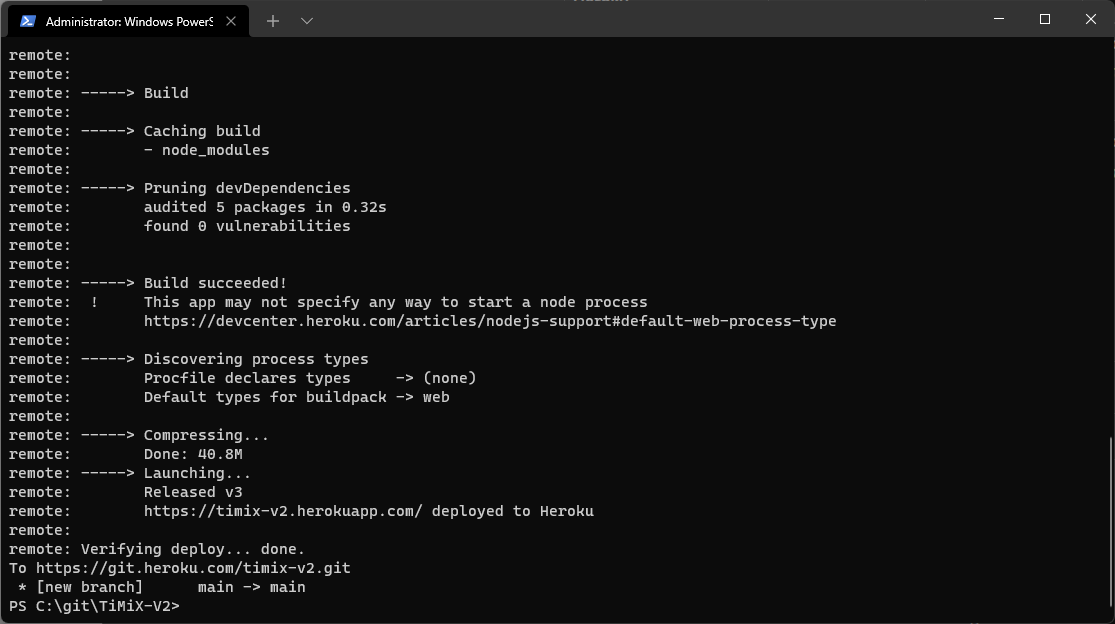 Administrator: Windows PowerS
remote:
remote:
remote: -----> Build
remote:
remote: -----> Caching build
remote:        - node_modules
remote:
remote: -----> Pruning devDependencies
remote:        audited 5 packages in 0.32s
remote:        found 0 vulnerabilities
remote:
remote:
remote: -----> Build succeeded!
remote:  !     This app may not specify any way to start a node process
remote:        https://devcenter.heroku.com/articles/nodejs-support#default-web-process-type
remote:
remote: -----> Discovering process types
remote:        Procfile declares types     -> (none)
remote:        Default types for buildpack -> web
remote:
remote: -----> Compressing...
remote:        Done: 40.8M
remote: -----> Launching...
remote:        Released v3
remote:        https://timix-v2.herokuapp.com/ deployed to Heroku
remote:
remote: Verifying deploy... done.
To https://git.heroku.com/timix-v2.git
 * [new branch]      main -> main
PS C:\git\TiMiX-V2>